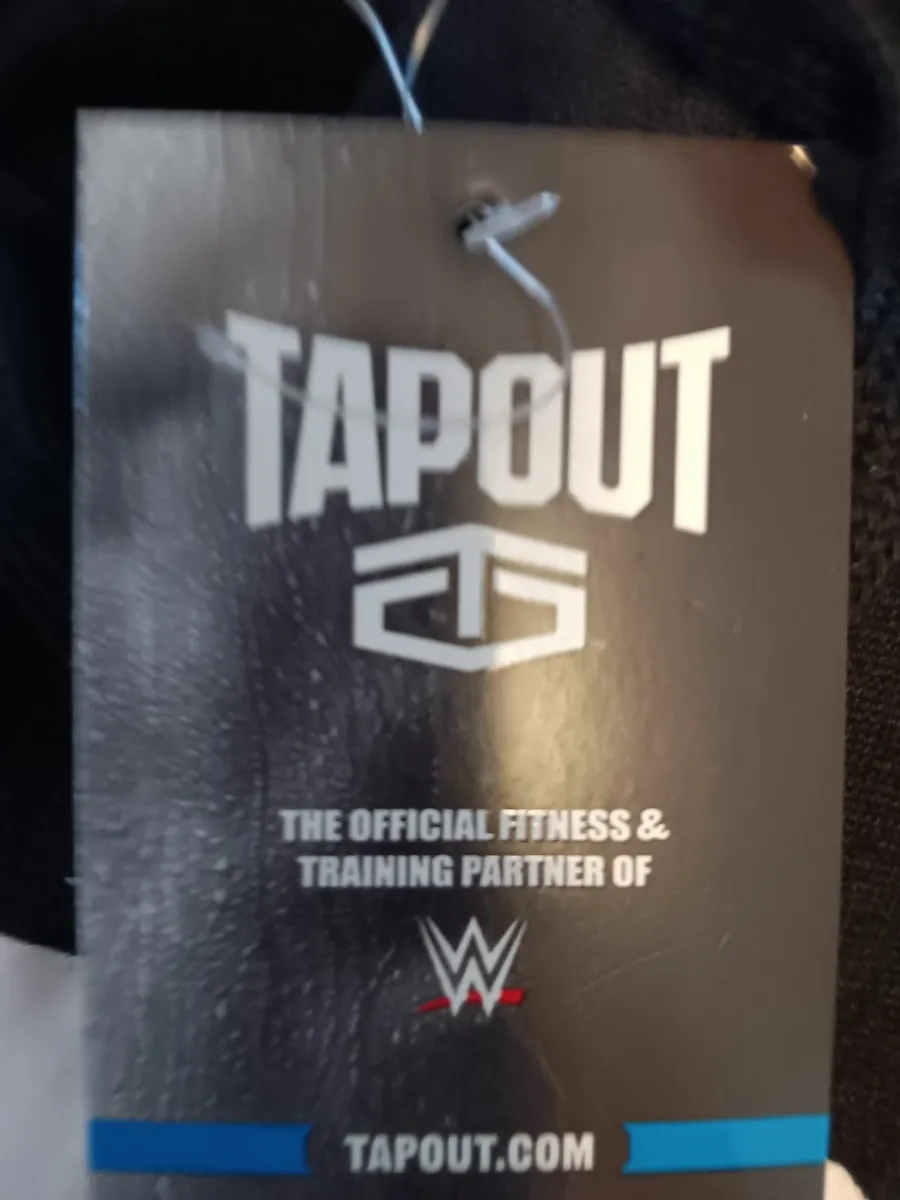 TAPOUT
THE OFFICIAL FITNESS &
TRAINING PARTNER OF
W
TAPOUT.COM